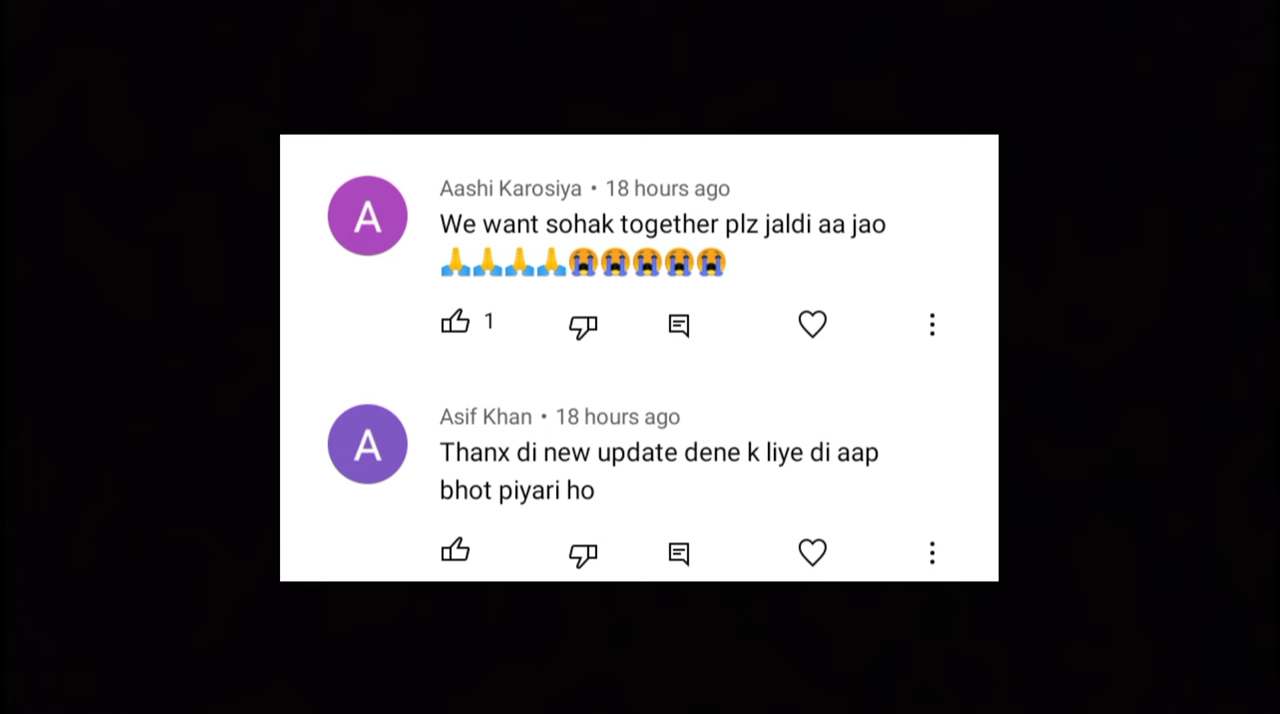 A
Aashi Karosiya • 18 hours ago
We want sohak together plz jaldi aa jao
🙏🙏🙏🙏😭😭😭😭😭
1
A
Asif Khan • 18 hours ago
Thanx di new update dene k liye di aap
bhot piyari ho